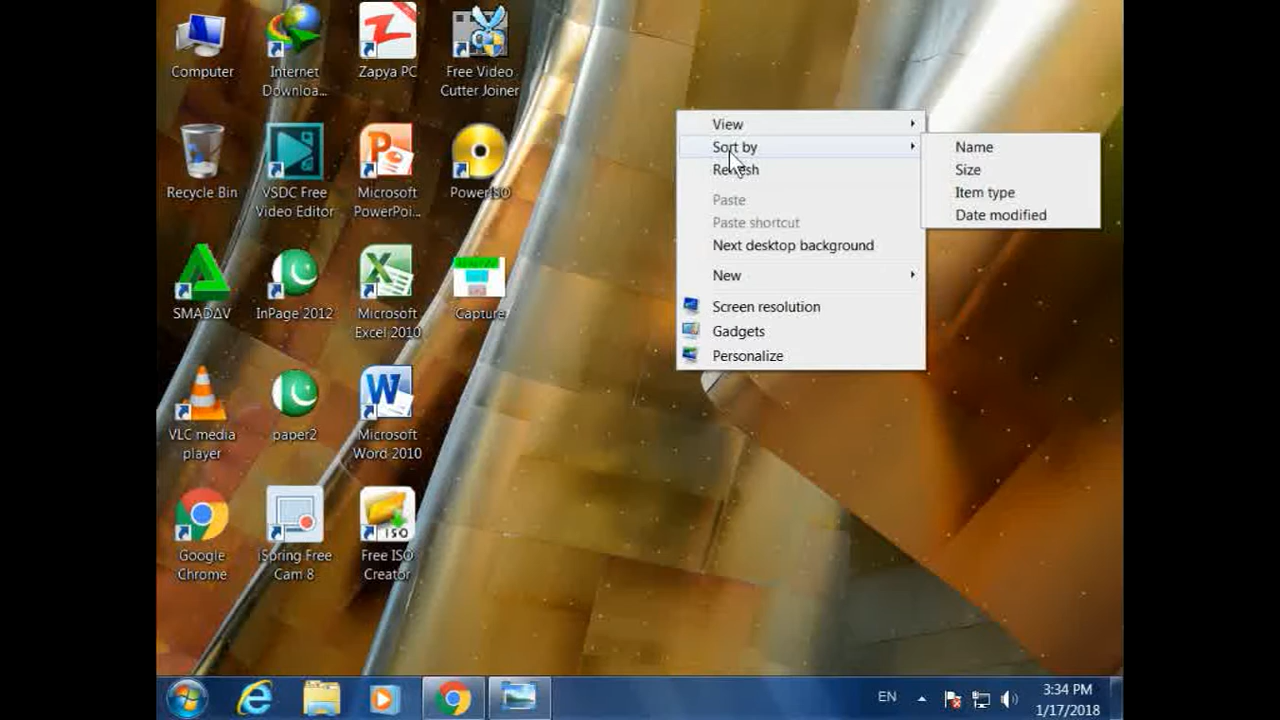 Computer
Internet
Downloa...
Zapya PC
Free Video
Cutter Joiner
Recycle Bin
VSDC Free
Video Editor
Microsoft
PowerPoi...
PowerISO
SMADΔV
InPage 2012
Microsoft
Excel 2010
Capture
VLC media
player
paper2
Microsoft
Word 2010
Google
Chrome
iSpring Free
Cam 8
ISO
Free ISO
Creator
View
Sort by
Refresh
Paste
Paste shortcut
Next desktop background
New
Screen resolution
Gadgets
Personalize
Name
Size
Item type
Date modified
EN
3:34 PM
1/17/2018